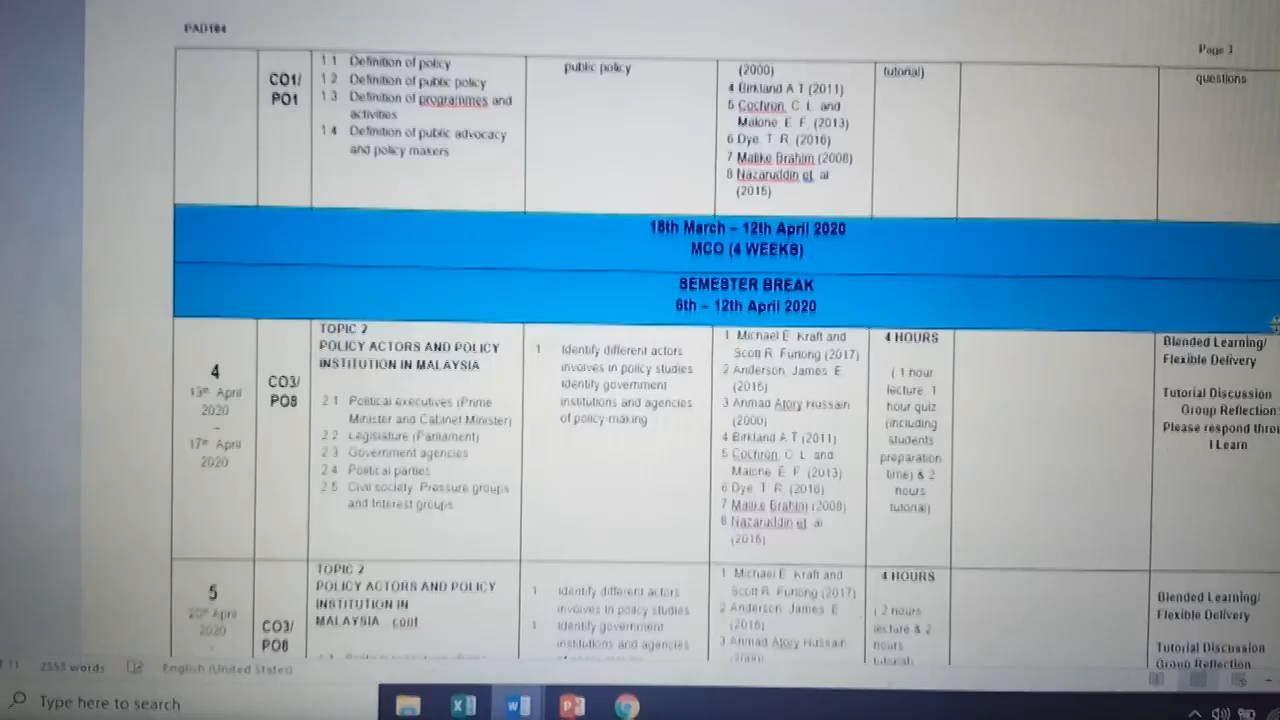 PAD104
Page 3
CO1/
PO1
1.1 Definition of policy
1.2 Definition of public policy
1.3 Definition of programmes and
activities
1.4 Definition of public advocacy
and policy makers
public policy
(2000)
4 Birkland A T (2011)
5 Cochron, C. L. and
Malone, E. F. (2013)
6 Dye, T. R. (2016)
7 Malike Brahim (2008)
8 Nazaruddin et. al
(2015)
tutorial)
questions
18th March – 12th April 2020
MCO (4 WEEKS)
SEMESTER BREAK
6th – 12th April 2020
4
13th April
2020
–
17th April
2020
CO3/
PO8
TOPIC 2
POLICY ACTORS AND POLICY
INSTITUTION IN MALAYSIA
2.1 Political executives (Prime
Minister and Cabinet Minister)
2.2 Legislature (Parliament)
2.3 Government agencies
2.4 Political parties
2.5 Civil society, Pressure groups
and Interest groups
1 Identify different actors
involves in policy studies
Identify government
institutions and agencies
of policy-making
1 Michael E. Kraft and
Scott R. Furlong (2017)
2 Anderson, James, E.
(2015)
3 Ahmad Atory Hussain
(2000)
4 Birkland A T (2011)
5 Cochron, C. L. and
Malone, E. F. (2013)
6 Dye, T. R. (2016)
7 Malike Brahim (2008)
8 Nazaruddin et. al
(2015)
4 HOURS
( 1 hour
lecture, 1
hour quiz
(including
students
preparation
time) & 2
hours
tutorial)
Blended Learning/
Flexible Delivery
Tutorial Discussion
Group Reflection
Please respond throu
I Learn
5
20th April
2020
CO3/
PO8
TOPIC 2
POLICY ACTORS AND POLICY
INSTITUTION IN
MALAYSIA...cont
1 Identify different actors
involves in policy studies
1 Identify government
institutions and agencies
1 Michael E. Kraft and
Scott R. Furlong (2017)
2 Anderson, James, E.
(2015)
3 Ahmad Atory Hussain
(2000)
4 HOURS
( 2 hours
lecture & 2
hours
tutorial)
Blended Learning/
Flexible Delivery
Tutorial Discussion
Group Reflection
2553 words
English (United States)
Type here to search